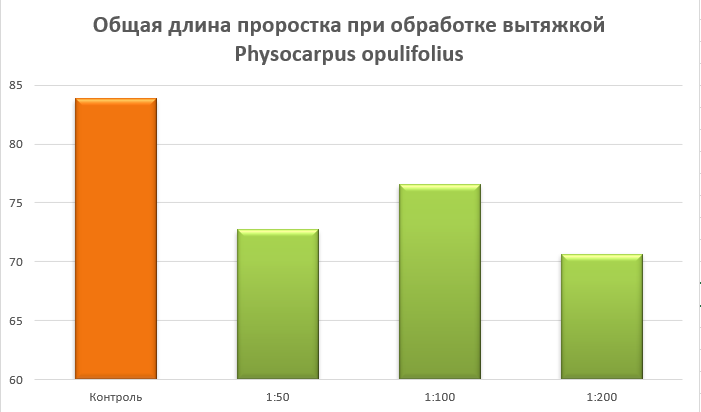 Общая длина проростка при обработке вытяжкой
Physocarpus opulifolius
85
80
75
70
65
60
Контроль 1:50 1:100 1:200